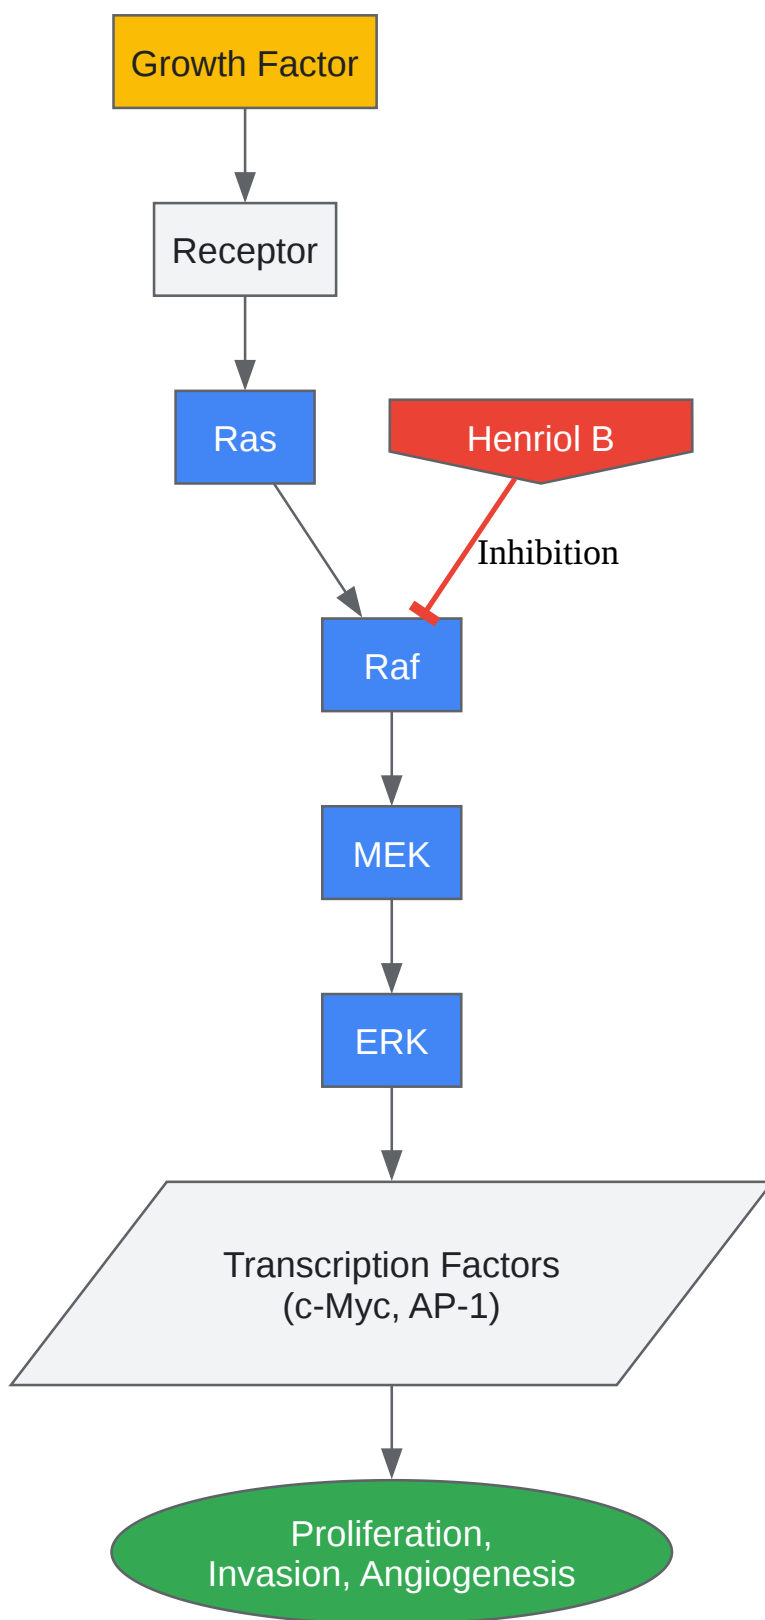 Growth Factor
Receptor
Ras
Henriol B
Inhibition
Raf
MEK
ERK
Transcription Factors
(c-Myc, AP-1)
Proliferation,
Invasion, Angiogenesis